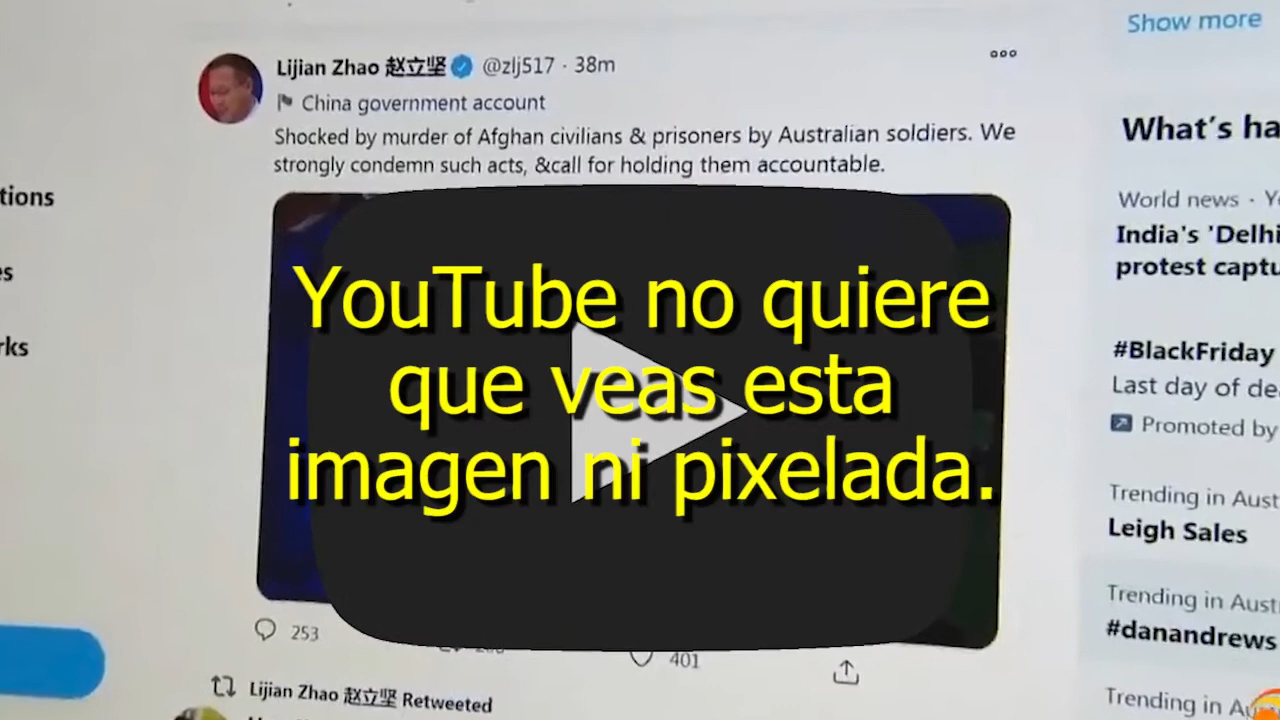 Show more
Lijian Zhao 赵立坚 @zlj517 · 38m
China government account
Shocked by murder of Afghan civilians & prisoners by Australian soldiers. We
strongly condemn such acts, &call for holding them accountable.
YouTube no quiere
que veas esta
imagen ni pixelada.
253
401
Lijian Zhao 赵立坚 Retweeted
tions
es
rks
What's ha
World news · Ye
India's 'Delhi
protest captu
#BlackFriday
Last day of de
Promoted by
Trending in Aust
Leigh Sales
Trending in Aust
#danandrews
Trending in Au